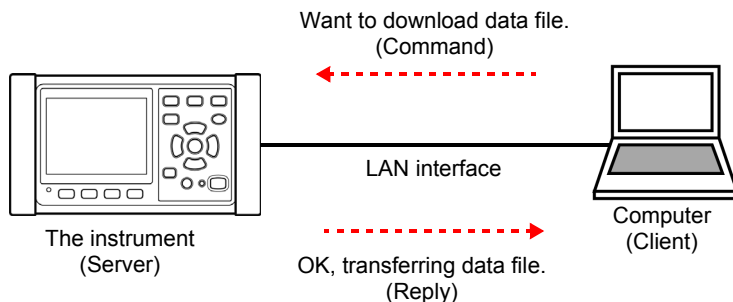 Want to download data file.
(Command)
LAN interface
The instrument
(Server)
Computer
(Client)
OK, transferring data file.
(Reply)